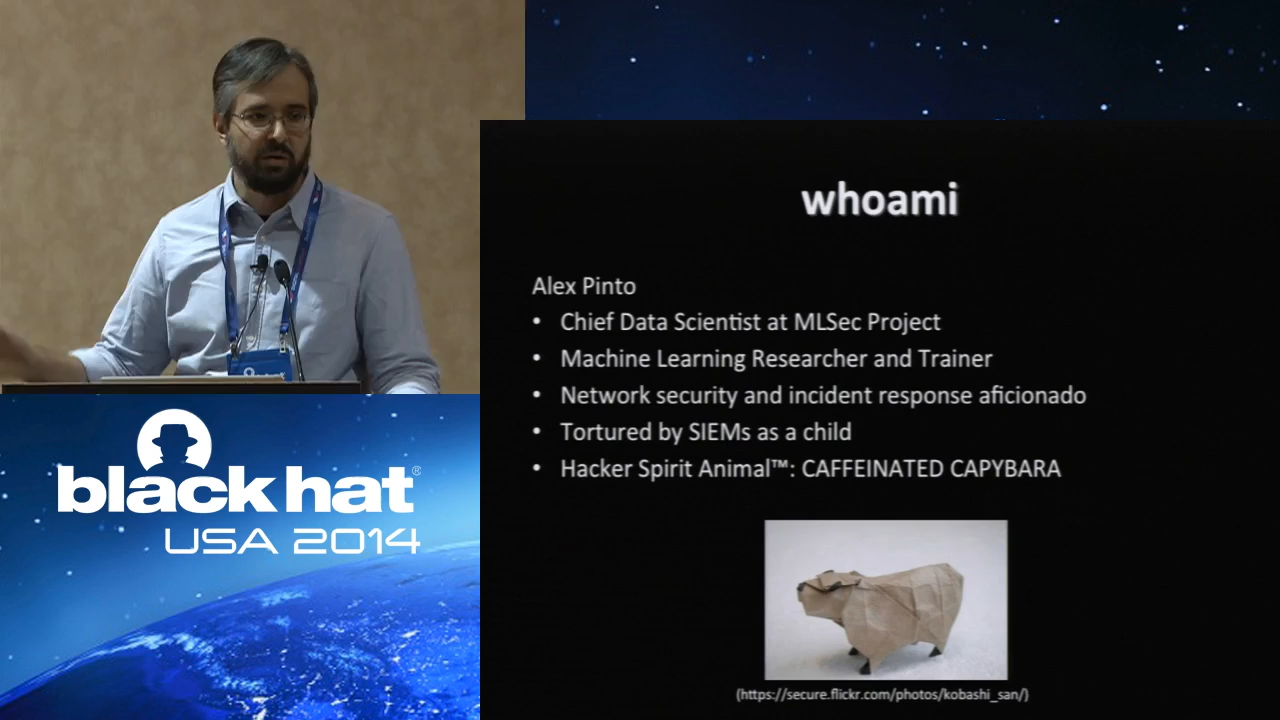 whoami
Alex Pinto
• Chief Data Scientist at MLSec Project
• Machine Learning Researcher and Trainer
• Network security and incident response aficionado
• Tortured by SIEMs as a child
• Hacker Spirit Animal™: CAFFEINATED CAPYBARA
(https://secure.flickr.com/photos/kobashi_san/)
black hat®
USA 2014